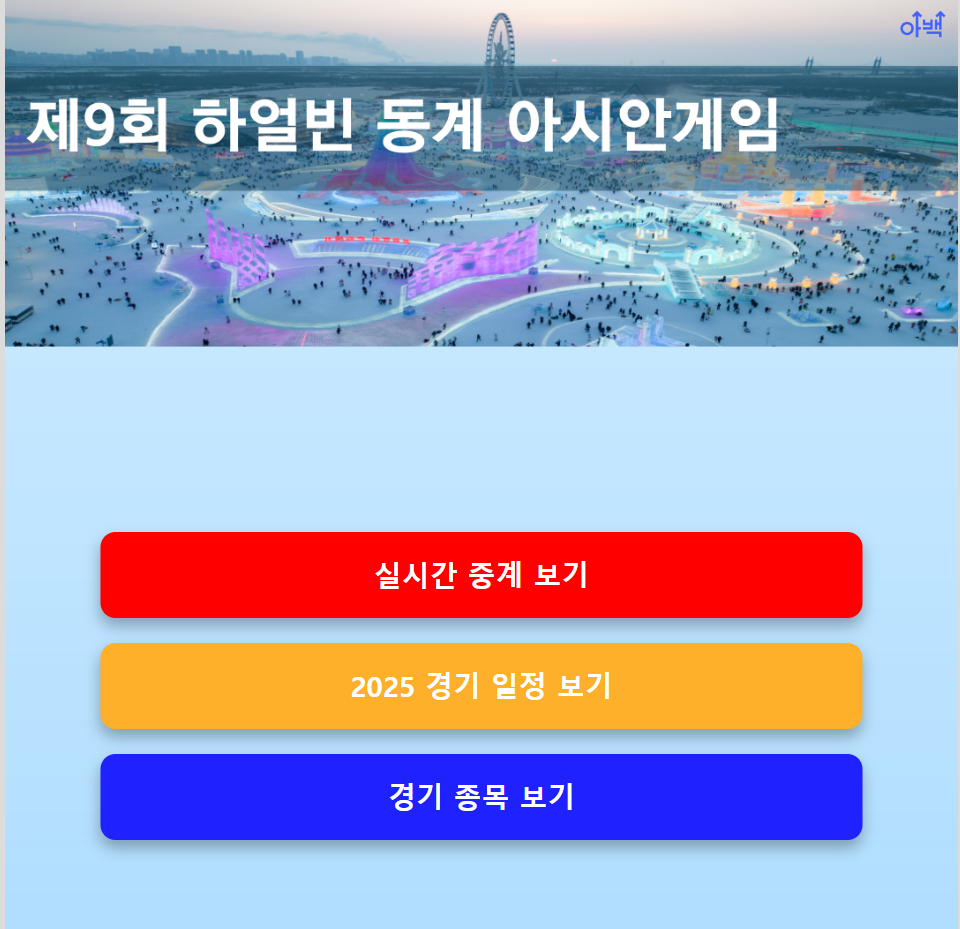 아백
제9회 하얼빈 동계 아시안게임
실시간 중계 보기
2025 경기 일정 보기
경기 종목 보기